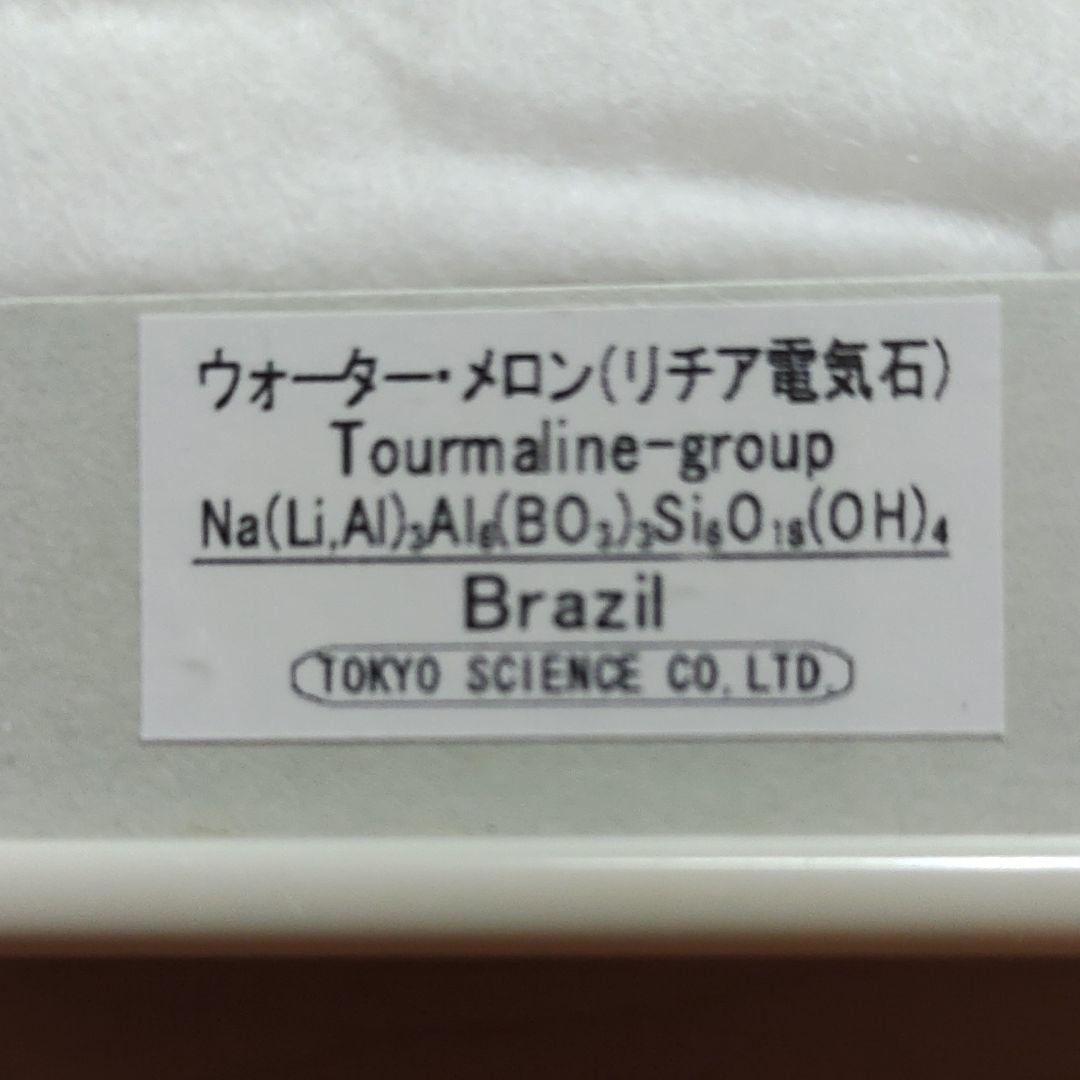 ウォーター・メロン(リチア電気石)
Tourmaline-group
Na(Li,Al)₃Al₆(BO₃)₃Si₆O₁₈(OH)₄
Brazil
TOKYO SCIENCE CO. LTD.